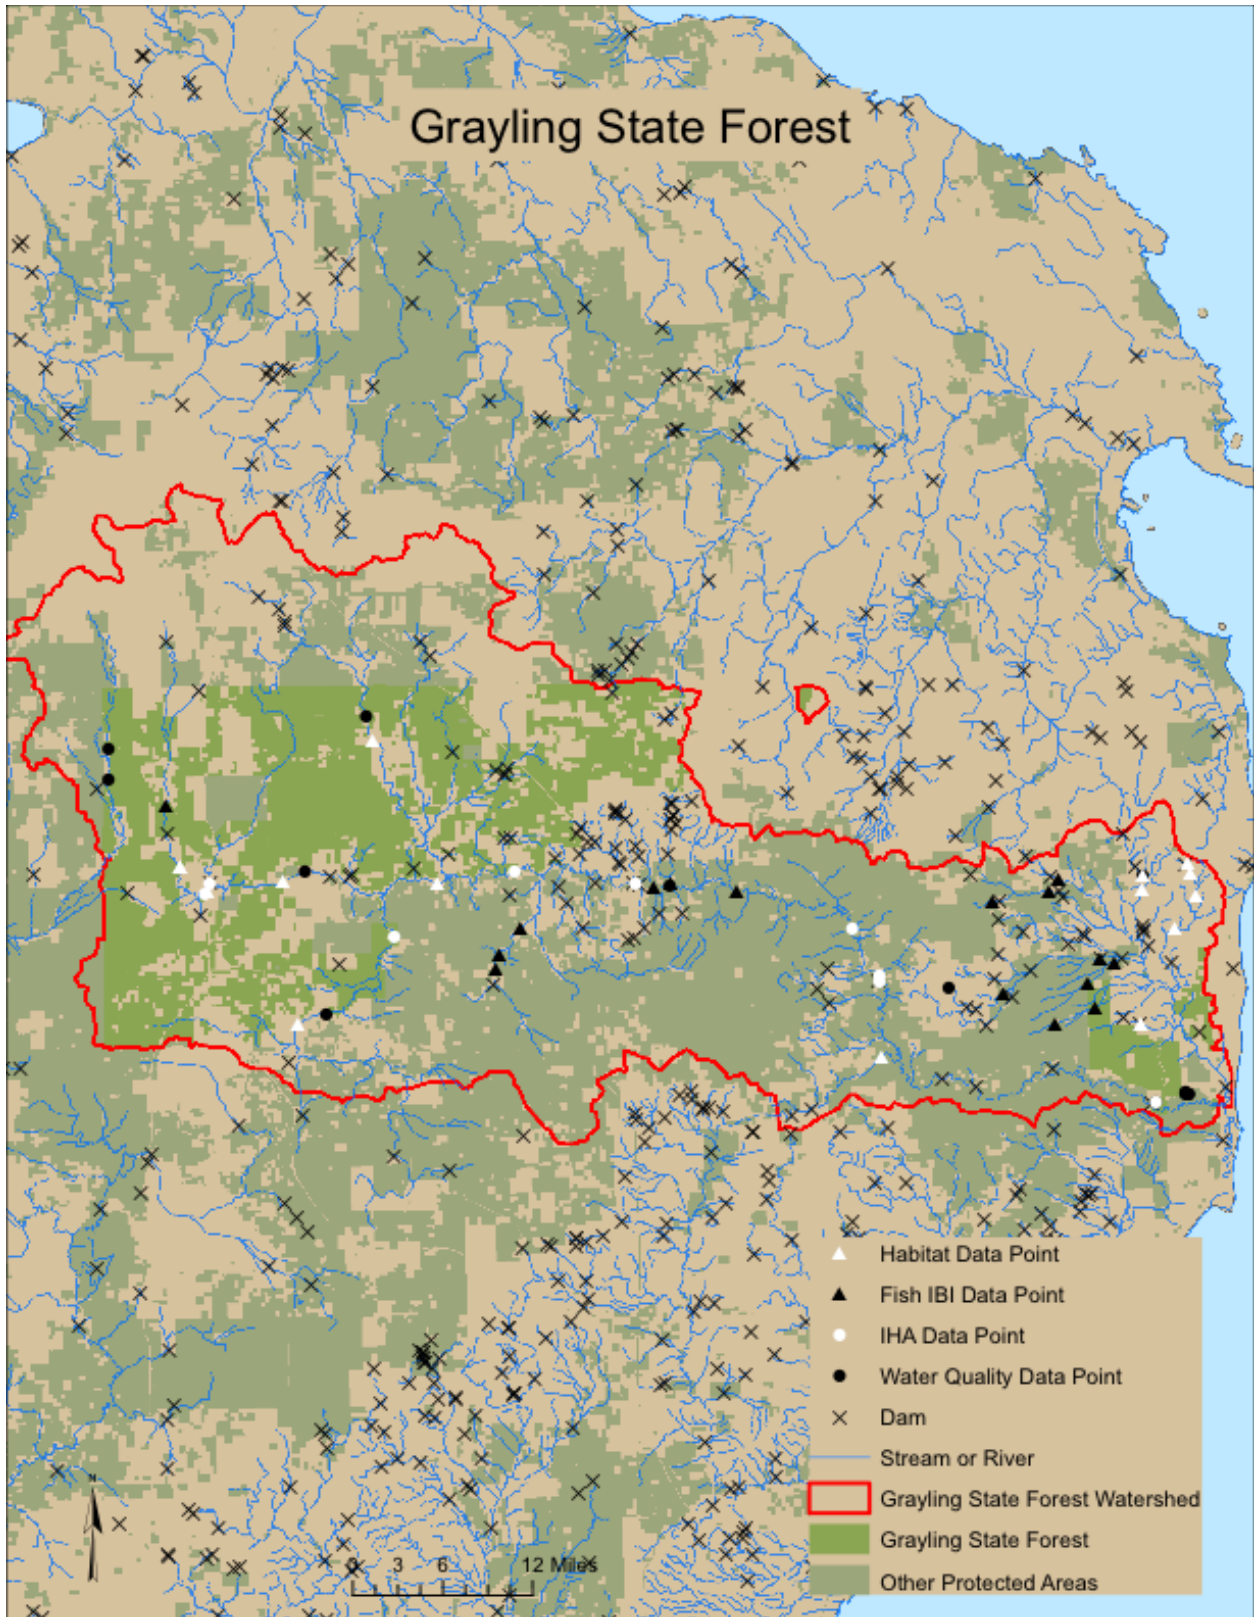 Grayling State Forest
Habitat Data Point
Fish IBI Data Point
IHA Data Point
Water Quality Data Point
Dam
Stream or River
Grayling State Forest Watershed
Grayling State Forest
Other Protected Areas
N
0 3 6 12 Miles